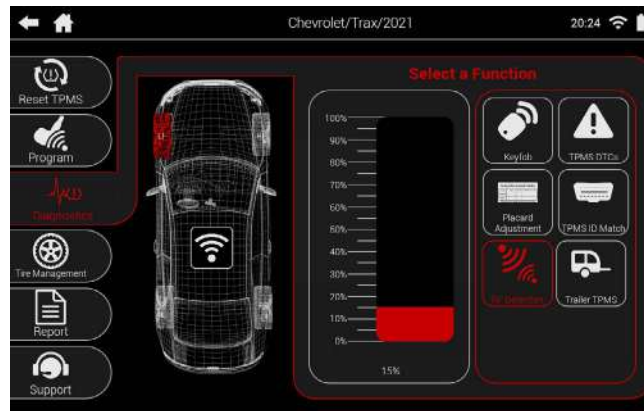 Chevrolet/Trax/2021
20:24
Reset TPMS
Program
Diagnostics
Tire Management
Report
Support
Select a Function
100%
90%
80%
70%
60%
50%
40%
30%
20%
10%
0%
15%
Keyfob
TPMS DTCs
Placard
Adjustment
TPMS ID Match
RF Detection
Trailer TPMS